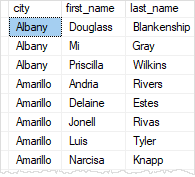 city first_name last_name
Albany Douglass Blankenship
Albany Mi Gray
Albany Priscilla Wilkins
Amarillo Andria Rivers
Amarillo Delaine Estes
Amarillo Jonell Rivas
Amarillo Luis Tyler
Amarillo Narcisa Knapp